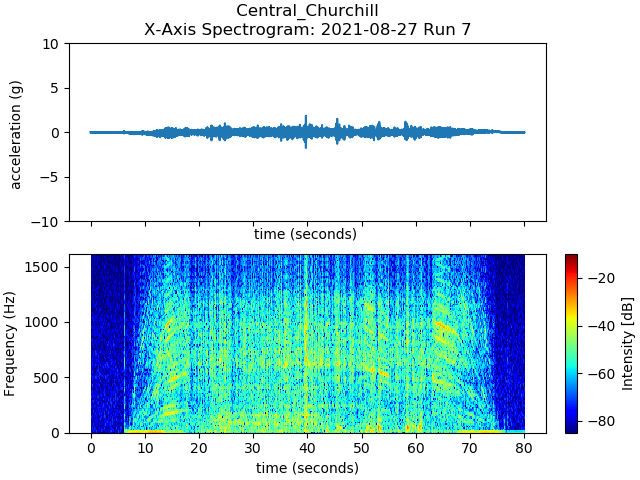 Central_Churchill
X-Axis Spectrogram: 2021-08-27 Run 7
10
5
0
−5
−10
acceleration (g)
time (seconds)
1500
1000
500
0
Frequency (Hz)
0 10 20 30 40 50 60 70 80
time (seconds)
−20
−40
−60
−80
Intensity [dB]